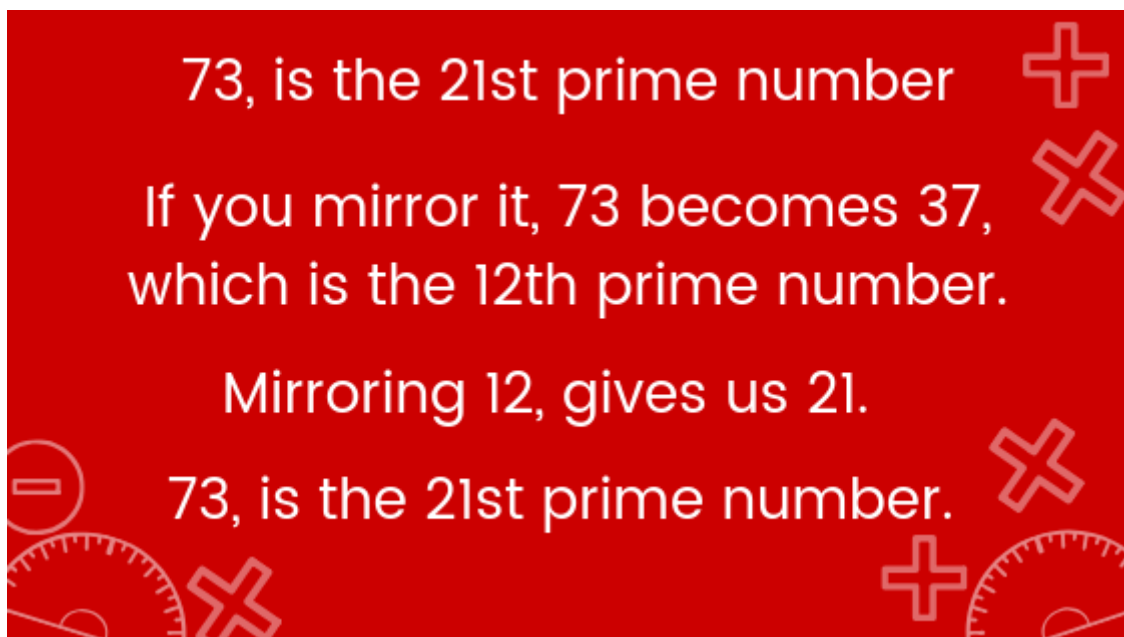 73, is the 21st prime number
If you mirror it, 73 becomes 37,
which is the 12th prime number.
Mirroring 12, gives us 21.
73, is the 21st prime number.